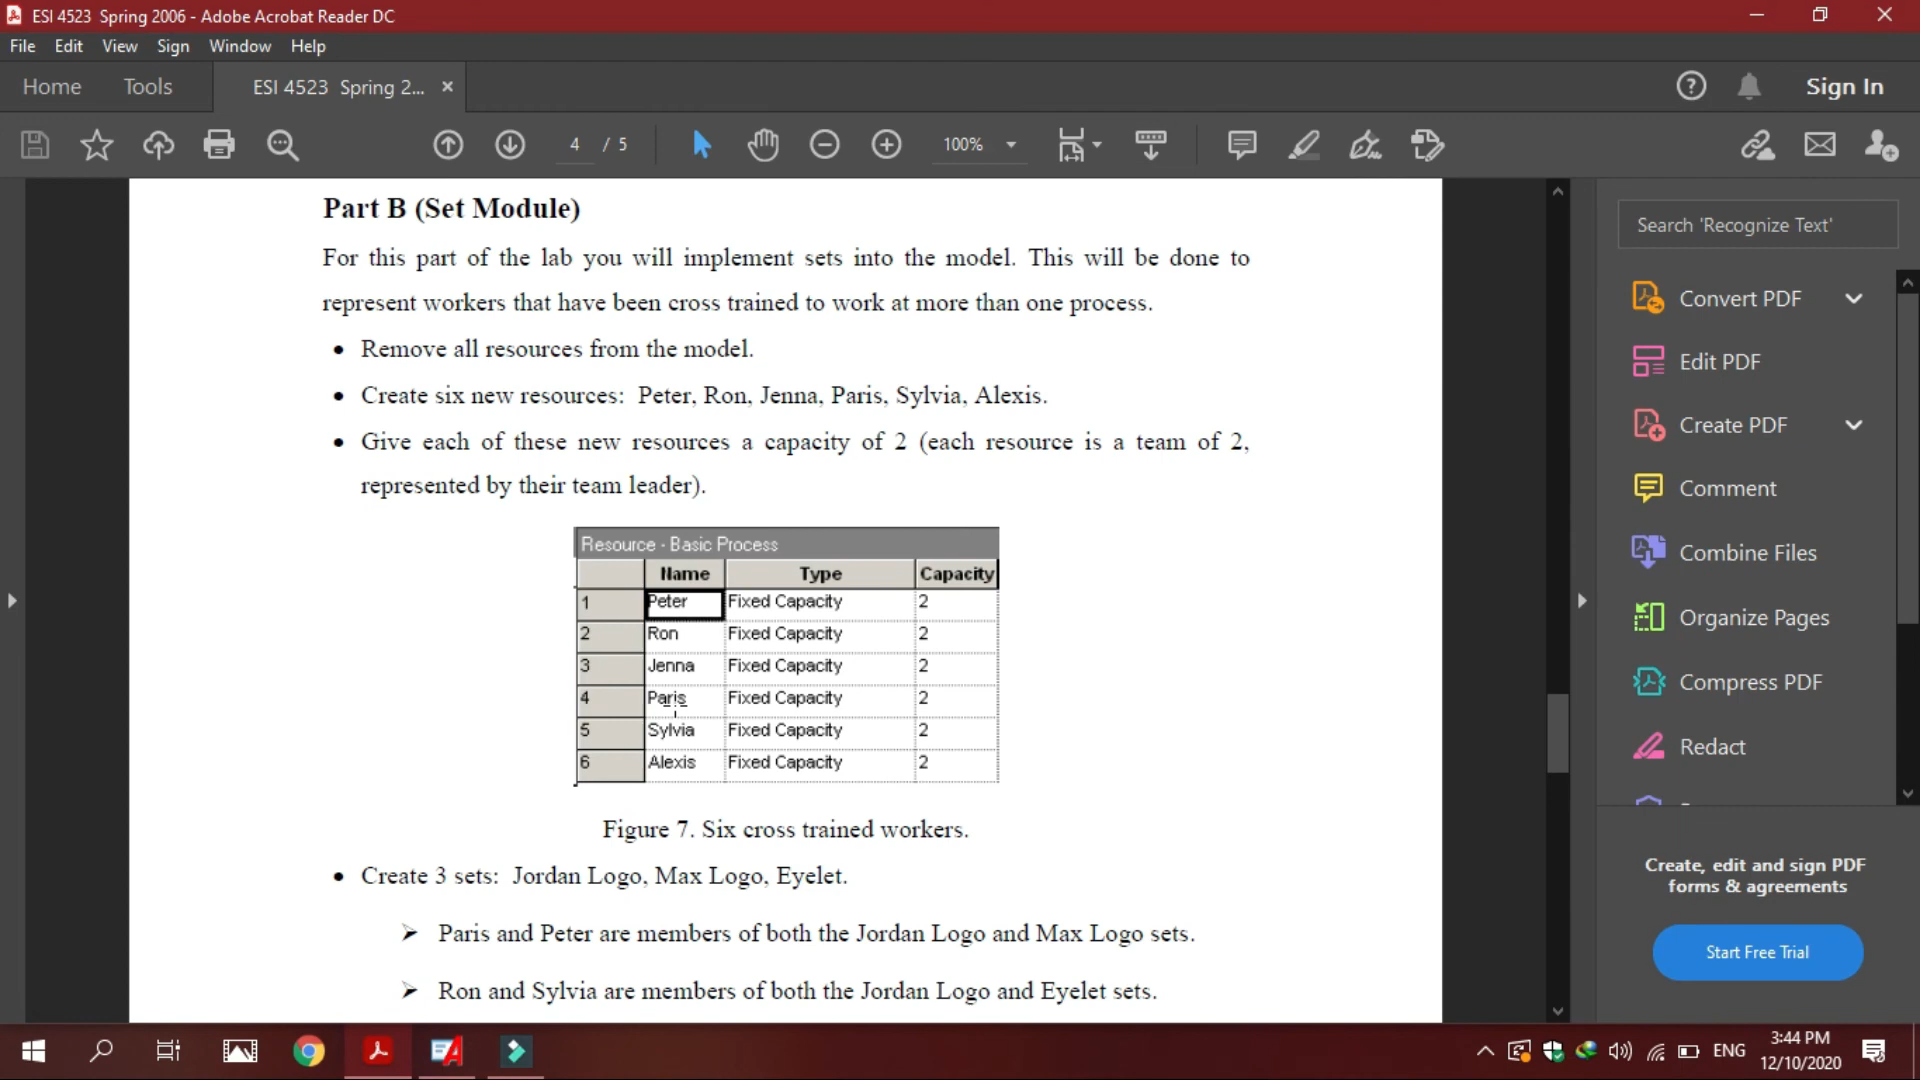 ESI 4523  Spring 2006 - Adobe Acrobat Reader DC
File Edit View Sign Window Help
Home Tools ESI 4523  Spring 2... × Sign In
4 / 5 100%
Part B (Set Module)
For this part of the lab you will implement sets into the model. This will be done to
represent workers that have been cross trained to work at more than one process.
• Remove all resources from the model.
• Create six new resources:  Peter, Ron, Jenna, Paris, Sylvia, Alexis.
• Give each of these new resources a capacity of 2 (each resource is a team of 2,
represented by their team leader).
Resource - Basic Process
Name Type Capacity
1 Peter Fixed Capacity 2
2 Ron Fixed Capacity 2
3 Jenna Fixed Capacity 2
4 Paris Fixed Capacity 2
5 Sylvia Fixed Capacity 2
6 Alexis Fixed Capacity 2
Figure 7. Six cross trained workers.
• Create 3 sets:  Jordan Logo, Max Logo, Eyelet.
➢ Paris and Peter are members of both the Jordan Logo and Max Logo sets.
➢ Ron and Sylvia are members of both the Jordan Logo and Eyelet sets.
Search 'Recognize Text'
Convert PDF
Edit PDF
Create PDF
Comment
Combine Files
Organize Pages
Compress PDF
Redact
Create, edit and sign PDF
forms & agreements
Start Free Trial
ENG
3:44 PM
12/10/2020